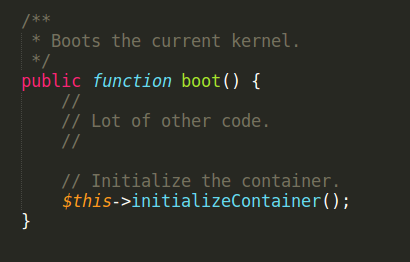 /**
 * Boots the current kernel.
 */
public function boot() {
    //
    // Lot of other code.
    //

    // Initialize the container.
    $this->initializeContainer();
}